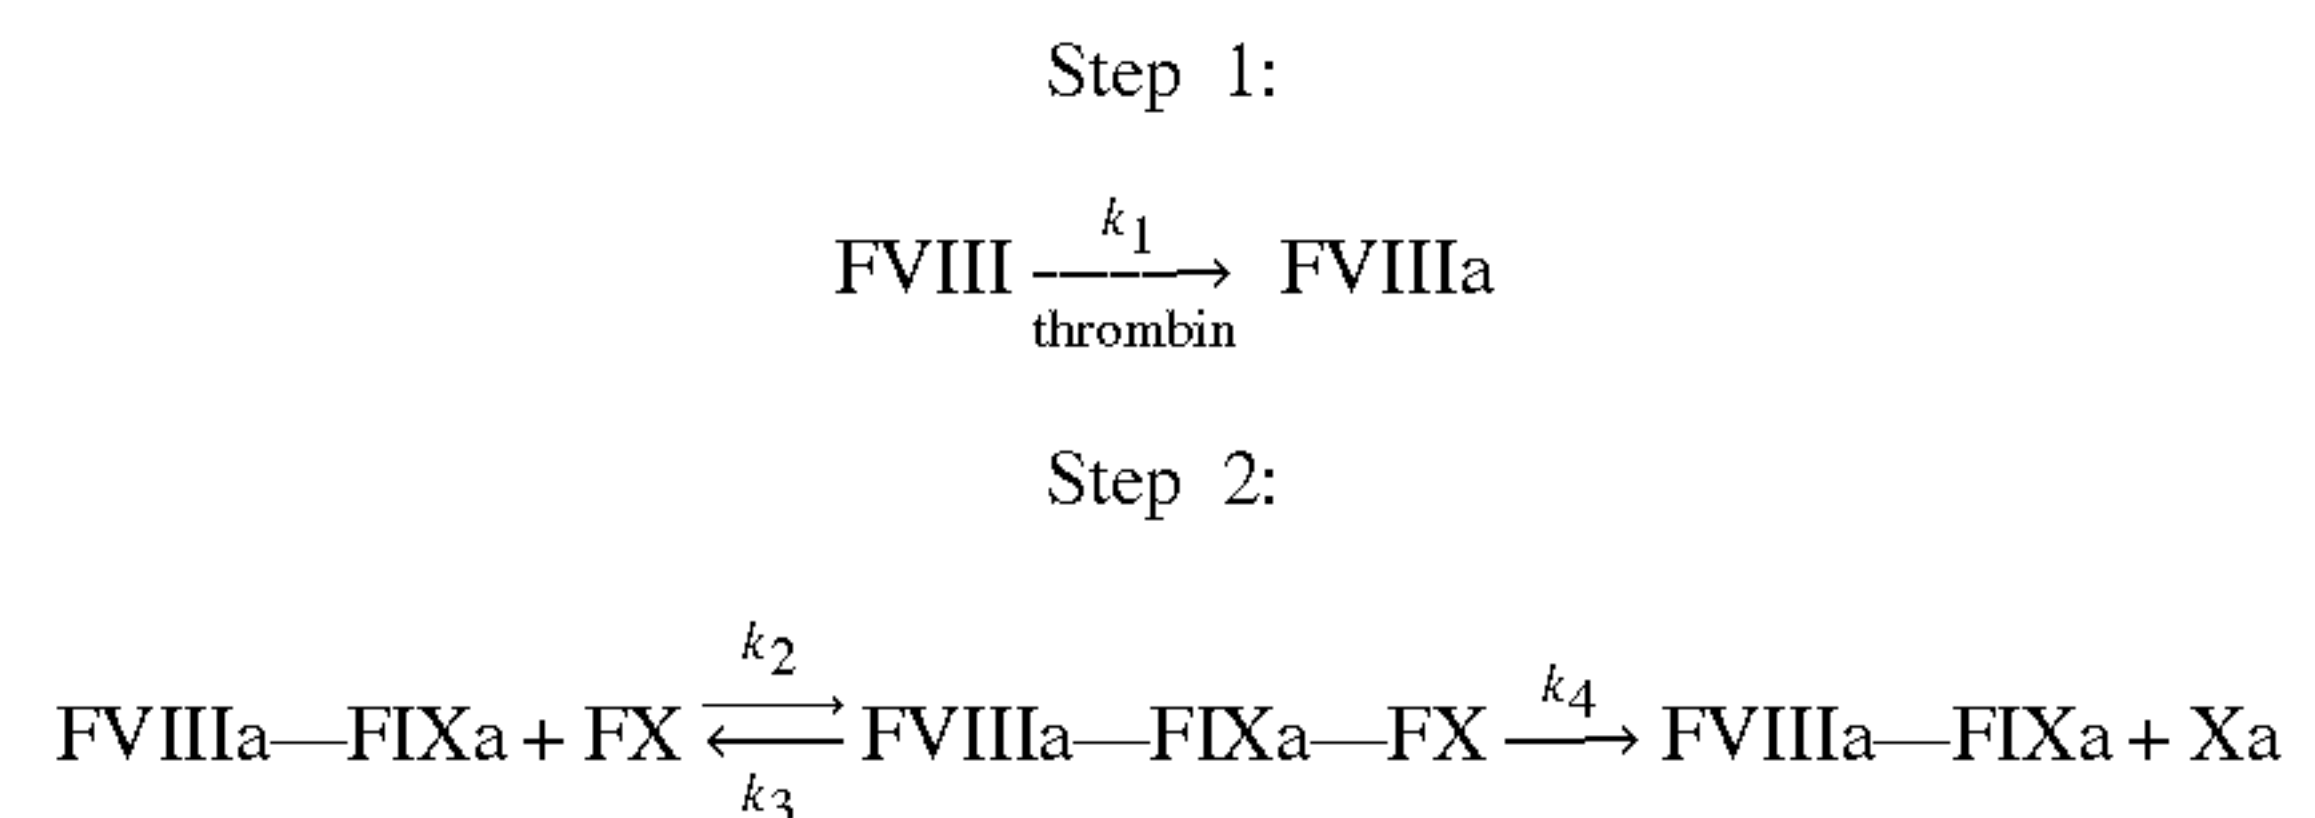 Step 1:
k1
FVIII → FVIIIa
thrombin
Step 2:
k2
k4
FVIIIa—FIXa + FX ⇄ FVIIIa—FIXa—FX → FVIIIa—FIXa + Xa
k3